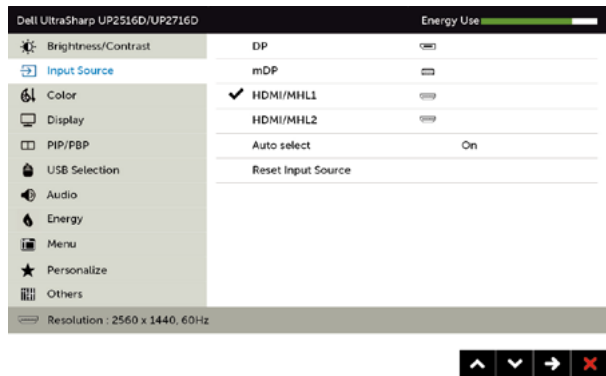 Dell UltraSharp UP2516D/UP2716D Energy Use
Brightness/Contrast DP
Input Source mDP
Color HDMI/MHL1
Display HDMI/MHL2
PIP/PBP Auto select On
USB Selection Reset Input Source
Audio
Energy
Menu
Personalize
Others
Resolution : 2560 x 1440, 60Hz